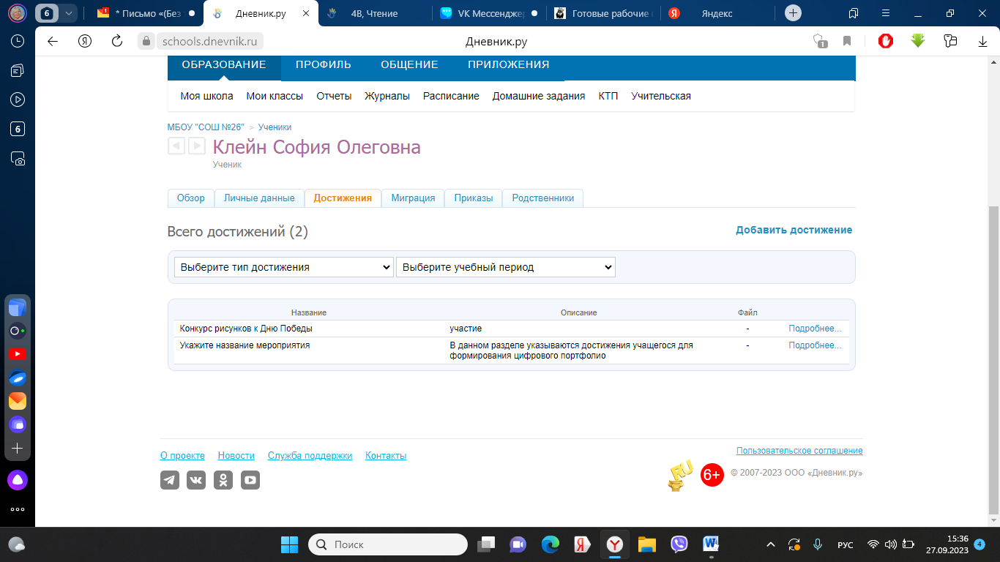 6
* Письмо «(Без
Дневник.ру
4В, Чтение
VK Мессенджер
Готовые рабочие п
Яндекс
schools.dnevnik.ru
Дневник.ру
1
6
ОБРАЗОВАНИЕ ПРОФИЛЬ ОБЩЕНИЕ ПРИЛОЖЕНИЯ
Моя школа Мои классы Отчеты Журналы Расписание Домашние задания КТП Учительская
МБОУ "СОШ №26" > Ученики
Клейн София Олеговна
Ученик
Обзор Личные данные Достижения Миграция Приказы Родственники
Всего достижений (2)
Добавить достижение
Выберите тип достижения Выберите учебный период
Название Описание Файл
Конкурс рисунков к Дню Победы участие - Подробнее...
Укажите название мероприятия В данном разделе указываются достижения учащегося для - Подробнее...
формирования цифрового портфолио
О проекте Новости Служба поддержки Контакты
Пользовательское соглашение
RU 6+ © 2007-2023 ООО «Дневник.ру»
Поиск
РУС
15:36
27.09.2023
4